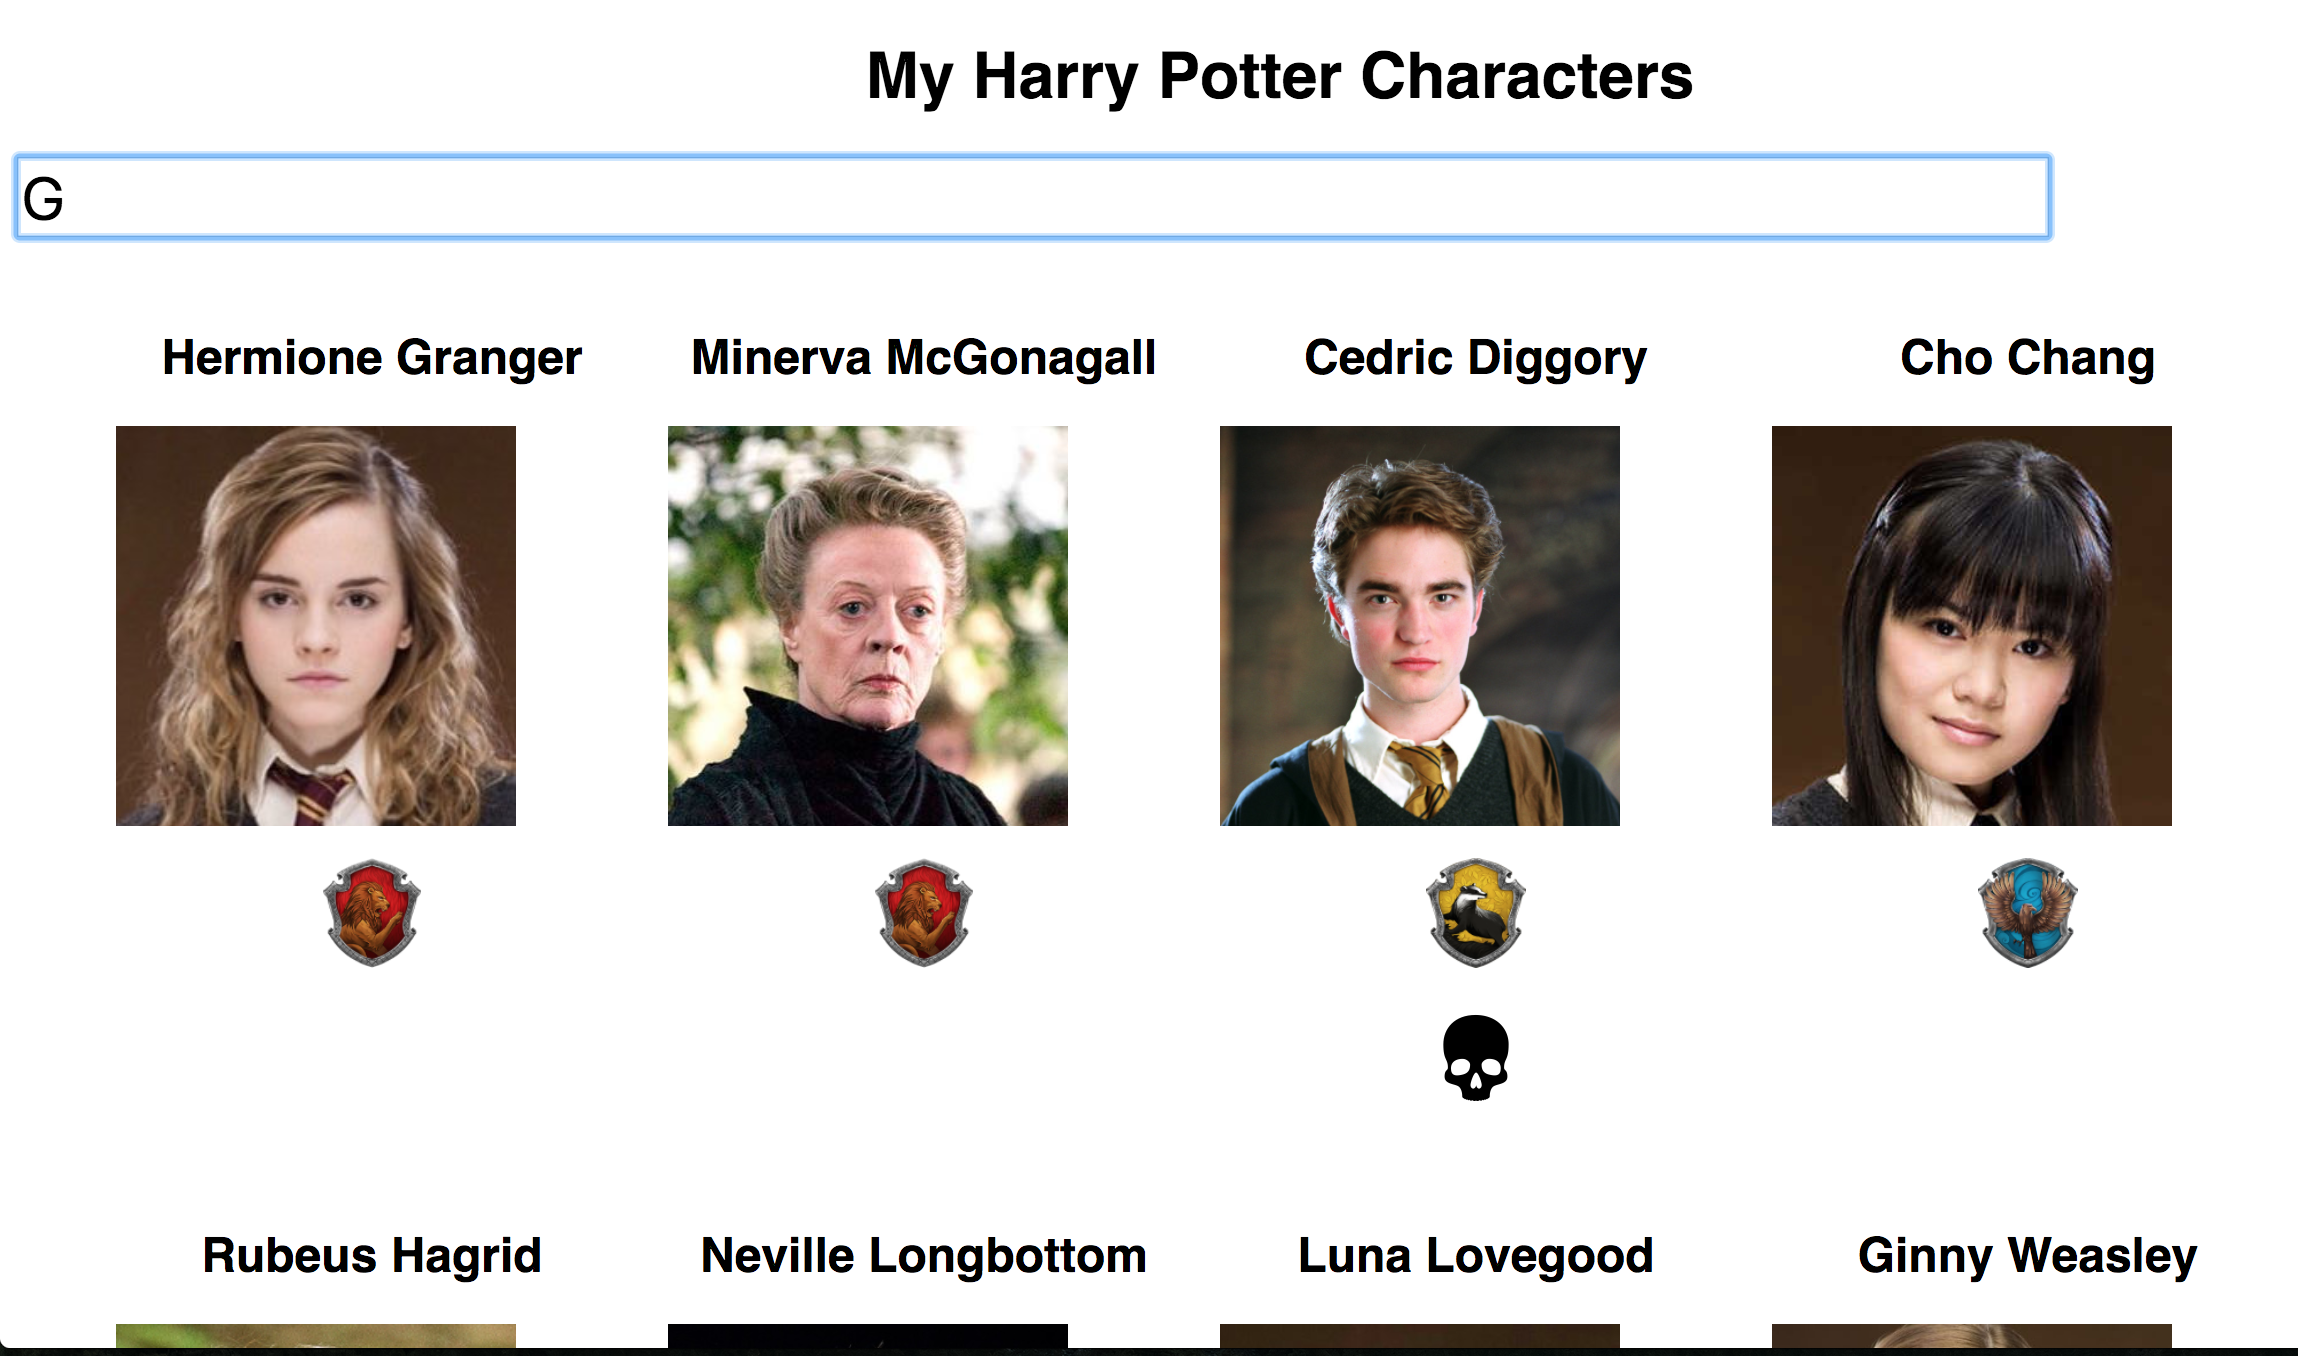 My Harry Potter Characters
G
Hermione Granger
Minerva McGonagall
Cedric Diggory
Cho Chang
Rubeus Hagrid
Neville Longbottom
Luna Lovegood
Ginny Weasley